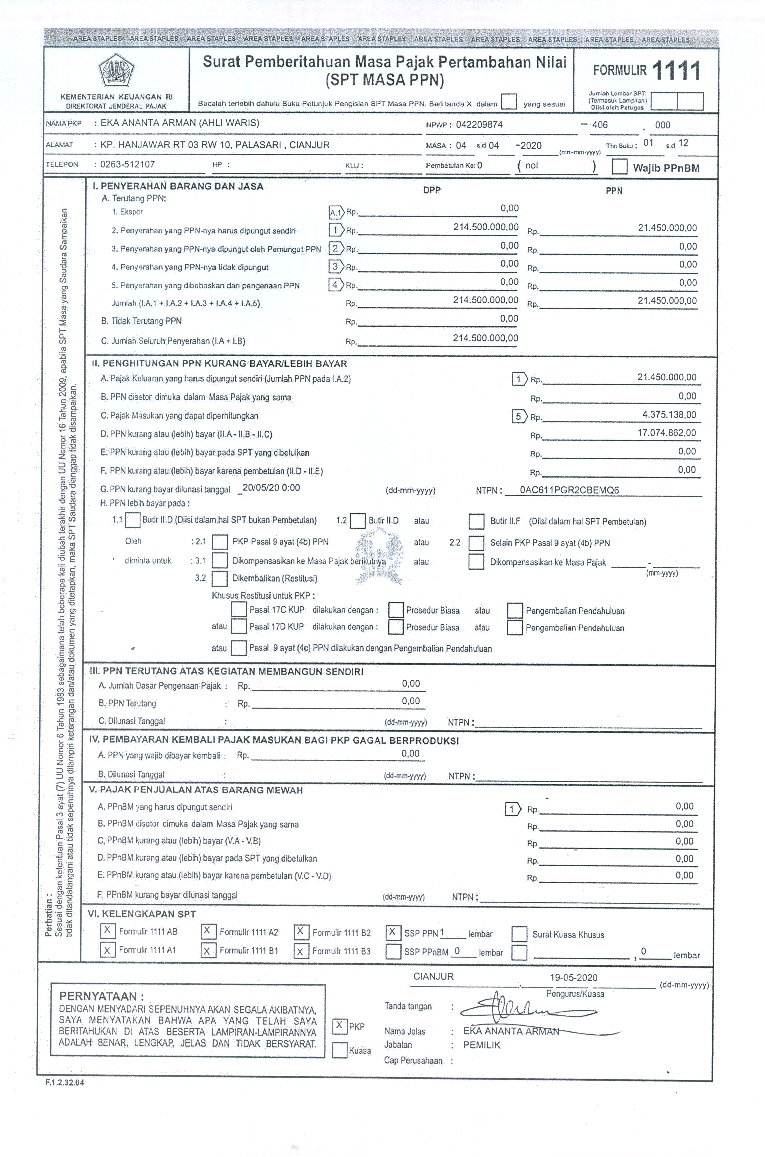 AREA STAPLES AREA STAPLES AREA STAPLES AREA STAPLES AREA STAPLES AREA STAPLES AREA STAPLES AREA STAPLES AREA STAPLES AREA STAPLES AREA STAPLES
KEMENTERIAN KEUANGAN RI
DIREKTORAT JENDERAL PAJAK
Surat Pemberitahuan Masa Pajak Pertambahan Nilai
(SPT MASA PPN)
Bacalah terlebih dahulu Buku Petunjuk Pengisian SPT Masa PPN. Beri tanda X dalam yang sesuai
FORMULIR 1111
Jumlah Lembar SPT:
(Termasuk Lampiran)
Diisi oleh Petugas
NAMA PKP : EKA ANANTA ARMAN (AHLI WARIS) NPWP : 042209874 - 406 . 000
ALAMAT : KP. HANJAWAR RT 03 RW 10, PALASARI , CIANJUR MASA : 04 s.d 04 -2020 (mm-mm-yyyy) Thn Buku : 01 s.d 12
TELEPON : 0263-512107 HP : KLU : Pembetulan Ke: 0 ( nol ) Wajib PPnBM
I. PENYERAHAN BARANG DAN JASA DPP PPN
A. Terutang PPN:
1. Ekspor A.1 Rp. 0,00
2. Penyerahan yang PPN-nya harus dipungut sendiri 1 Rp. 214.500.000,00 Rp. 21.450.000,00
3. Penyerahan yang PPN-nya dipungut oleh Pemungut PPN 2 Rp. 0,00 Rp. 0,00
4. Penyerahan yang PPN-nya tidak dipungut 3 Rp. 0,00 Rp. 0,00
5. Penyerahan yang dibebaskan dari pengenaan PPN 4 Rp. 0,00 Rp. 0,00
Jumlah (I.A.1 + I.A.2 + I.A.3 + I.A.4 + I.A.5) Rp. 214.500.000,00 Rp. 21.450.000,00
B. Tidak Terutang PPN Rp. 0,00
C. Jumlah Seluruh Penyerahan (I.A + I.B) Rp. 214.500.000,00
II. PENGHITUNGAN PPN KURANG BAYAR/LEBIH BAYAR
A. Pajak Keluaran yang harus dipungut sendiri (Jumlah PPN pada I.A.2) 1 Rp. 21.450.000,00
B. PPN disetor dimuka dalam Masa Pajak yang sama Rp. 0,00
C. Pajak Masukan yang dapat diperhitungkan 5 Rp. 4.375.138,00
D. PPN kurang atau (lebih) bayar (II.A - II.B - II.C) Rp. 17.074.862,00
E. PPN kurang atau (lebih) bayar pada SPT yang dibetulkan Rp. 0,00
F. PPN kurang atau (lebih) bayar karena pembetulan (II.D - II.E) Rp. 0,00
G. PPN kurang bayar dilunasi tanggal 20/05/20 0:00 (dd-mm-yyyy) NTPN : 0AC611PGR2CBEMQ6
H. PPN lebih bayar pada :
1.1 Butir II.D (Diisi dalam hal SPT bukan Pembetulan) 1.2 Butir II.D atau Butir II.F (Diisi dalam hal SPT Pembetulan)
Oleh : 2.1 PKP Pasal 9 ayat (4b) PPN atau 2.2 Selain PKP Pasal 9 ayat (4b) PPN
diminta untuk : 3.1 Dikompensasikan ke Masa Pajak berikutnya atau Dikompensasikan ke Masa Pajak -
(mm-yyyy)
3.2 Dikembalikan (Restitusi)
Khusus Restitusi untuk PKP :
Pasal 17C KUP dilakukan dengan : Prosedur Biasa atau Pengembalian Pendahuluan
atau Pasal 17D KUP dilakukan dengan : Prosedur Biasa atau Pengembalian Pendahuluan
atau Pasal 9 ayat (4c) PPN dilakukan dengan Pengembalian Pendahuluan
III. PPN TERUTANG ATAS KEGIATAN MEMBANGUN SENDIRI
A. Jumlah Dasar Pengenaan Pajak : Rp. 0,00
B. PPN Terutang : Rp. 0,00
C. Dilunasi Tanggal : (dd-mm-yyyy) NTPN :
IV. PEMBAYARAN KEMBALI PAJAK MASUKAN BAGI PKP GAGAL BERPRODUKSI
A. PPN yang wajib dibayar kembali : Rp. 0,00
B. Dilunasi Tanggal : (dd-mm-yyyy) NTPN :
V. PAJAK PENJUALAN ATAS BARANG MEWAH
A. PPnBM yang harus dipungut sendiri 1 Rp. 0,00
B. PPnBM disetor dimuka dalam Masa Pajak yang sama Rp. 0,00
C. PPnBM kurang atau (lebih) bayar (V.A - V.B) Rp. 0,00
D. PPnBM kurang atau (lebih) bayar pada SPT yang dibetulkan Rp. 0,00
E. PPnBM kurang atau (lebih) bayar karena pembetulan (V.C - V.D) Rp. 0,00
F. PPnBM kurang bayar dilunasi tanggal (dd-mm-yyyy) NTPN :
VI. KELENGKAPAN SPT
X Formulir 1111 AB X Formulir 1111 A2 X Formulir 1111 B2 X SSP PPN 1 lembar Surat Kuasa Khusus
X Formulir 1111 A1 X Formulir 1111 B1 X Formulir 1111 B3 SSP PPnBM 0 lembar , 0 lembar
Perhatian :
Sesuai dengan ketentuan Pasal 3 ayat (7) UU Nomor 6 Tahun 1983 sebagaimana telah beberapa kali diubah terakhir dengan UU Nomor 16 Tahun 2009, apabila SPT Masa yang Saudara Sampaikan
tidak ditandatangani atau tidak sepenuhnya dilampiri keterangan dan/atau dokumen yang ditetapkan, maka SPT Saudara dianggap tidak disampaikan.
CIANJUR 19-05-2020 (dd-mm-yyyy)
PERNYATAAN :
DENGAN MENYADARI SEPENUHNYA AKAN SEGALA AKIBATNYA,
SAYA MENYATAKAN BAHWA APA YANG TELAH SAYA
BERITAHUKAN DI ATAS BESERTA LAMPIRAN-LAMPIRANNYA
ADALAH BENAR, LENGKAP, JELAS DAN TIDAK BERSYARAT.
X PKP
Kuasa
Pengurus/Kuasa
Tanda tangan :
Nama Jelas : EKA ANANTA ARMAN
Jabatan : PEMILIK
Cap Perusahaan :
F.1.2.32.04